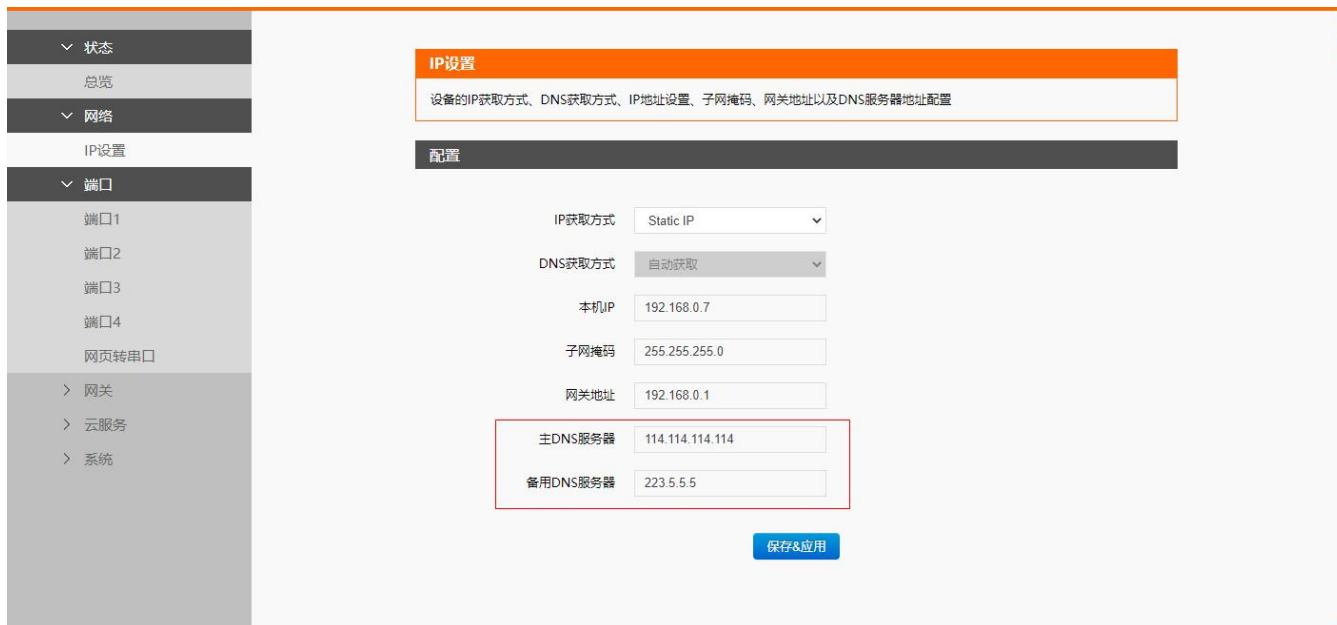 状态
总览
网络
IP设置
端口
端口1
端口2
端口3
端口4
网页转串口
网关
云服务
系统
IP设置
设备的IP获取方式、DNS获取方式、IP地址设置、子网掩码、网关地址以及DNS服务器地址配置
配置
IP获取方式 Static IP
DNS获取方式 自动获取
本机IP 192.168.0.7
子网掩码 255.255.255.0
网关地址 192.168.0.1
主DNS服务器 114.114.114.114
备用DNS服务器 223.5.5.5
保存&应用